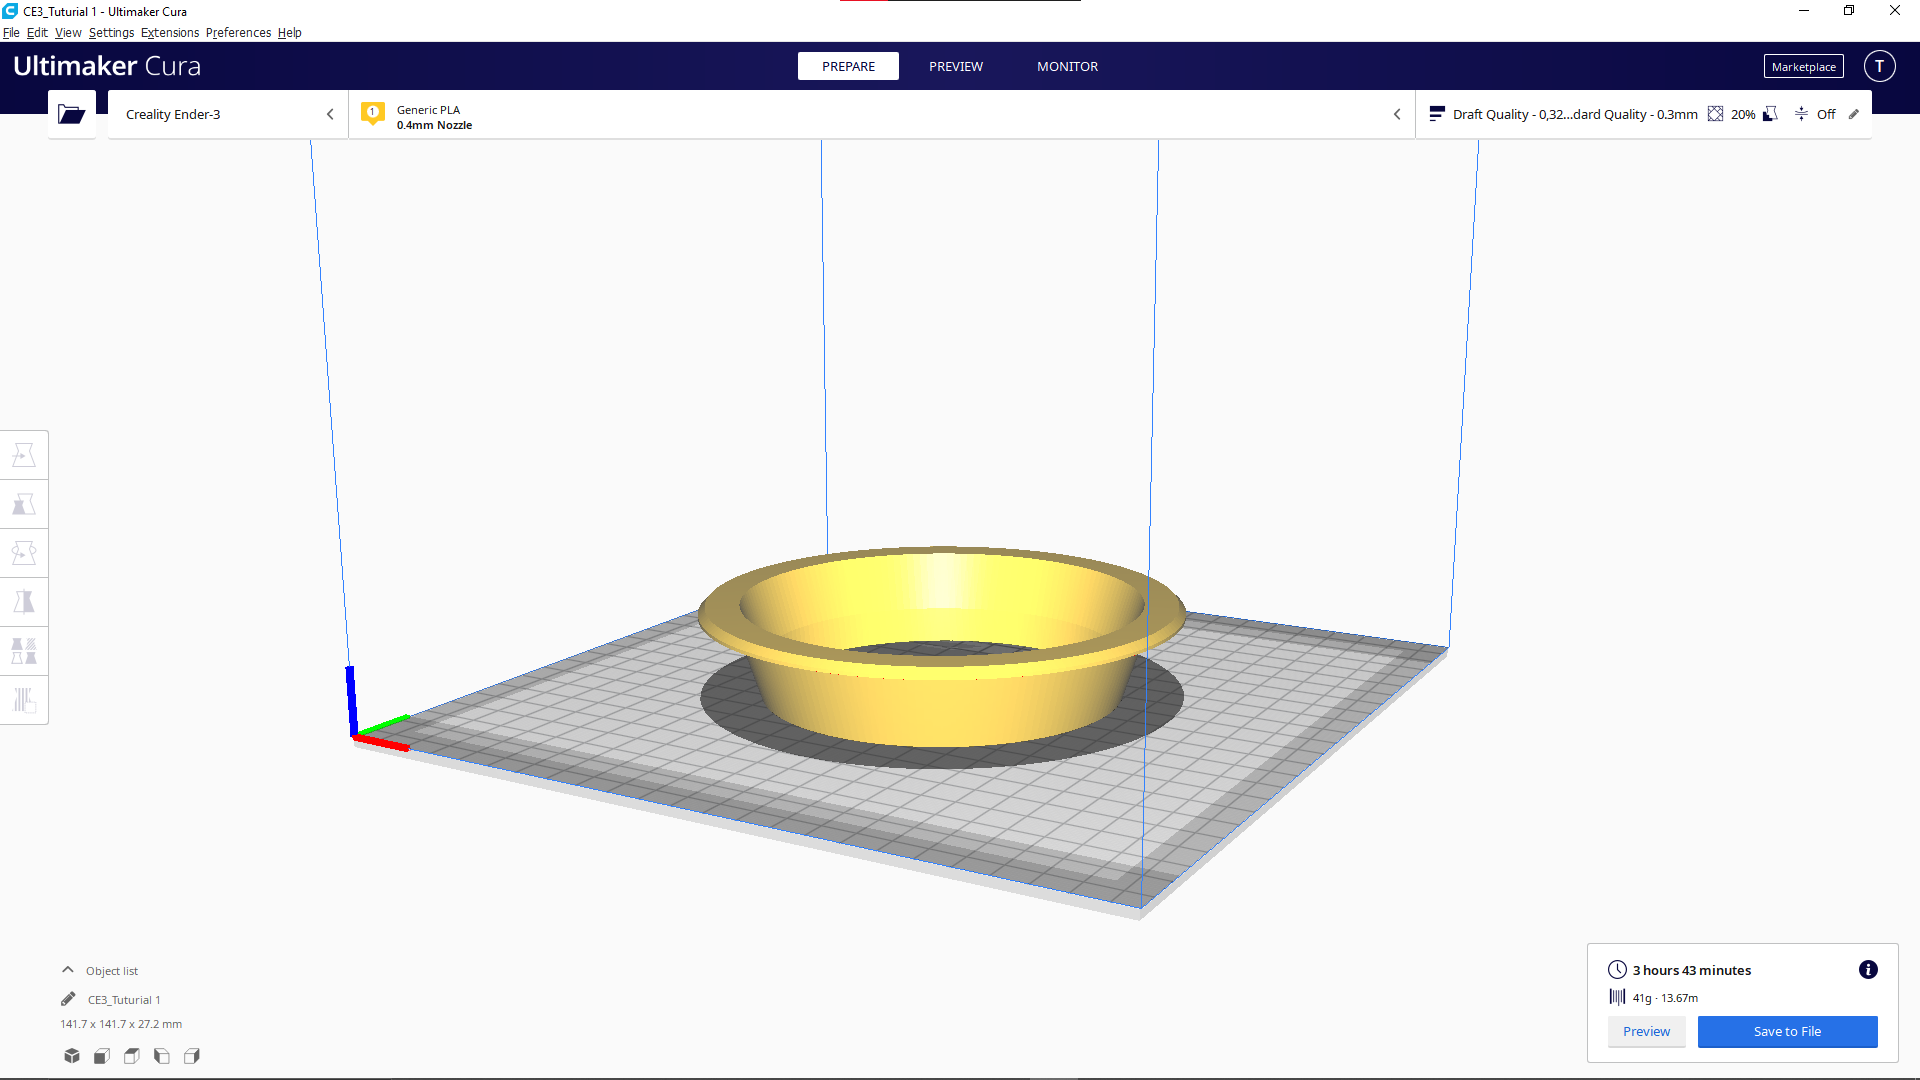 CE3_Tuturial 1 - Ultimaker Cura
File Edit View Settings Extensions Preferences Help
Ultimaker Cura
PREPARE PREVIEW MONITOR
Marketplace T
Creality Ender-3
1 Generic PLA
0.4mm Nozzle
Draft Quality - 0,32...dard Quality - 0.3mm 20% Off
Object list
CE3_Tuturial 1
141.7 x 141.7 x 27.2 mm
3 hours 43 minutes
41g · 13.67m
Preview Save to File